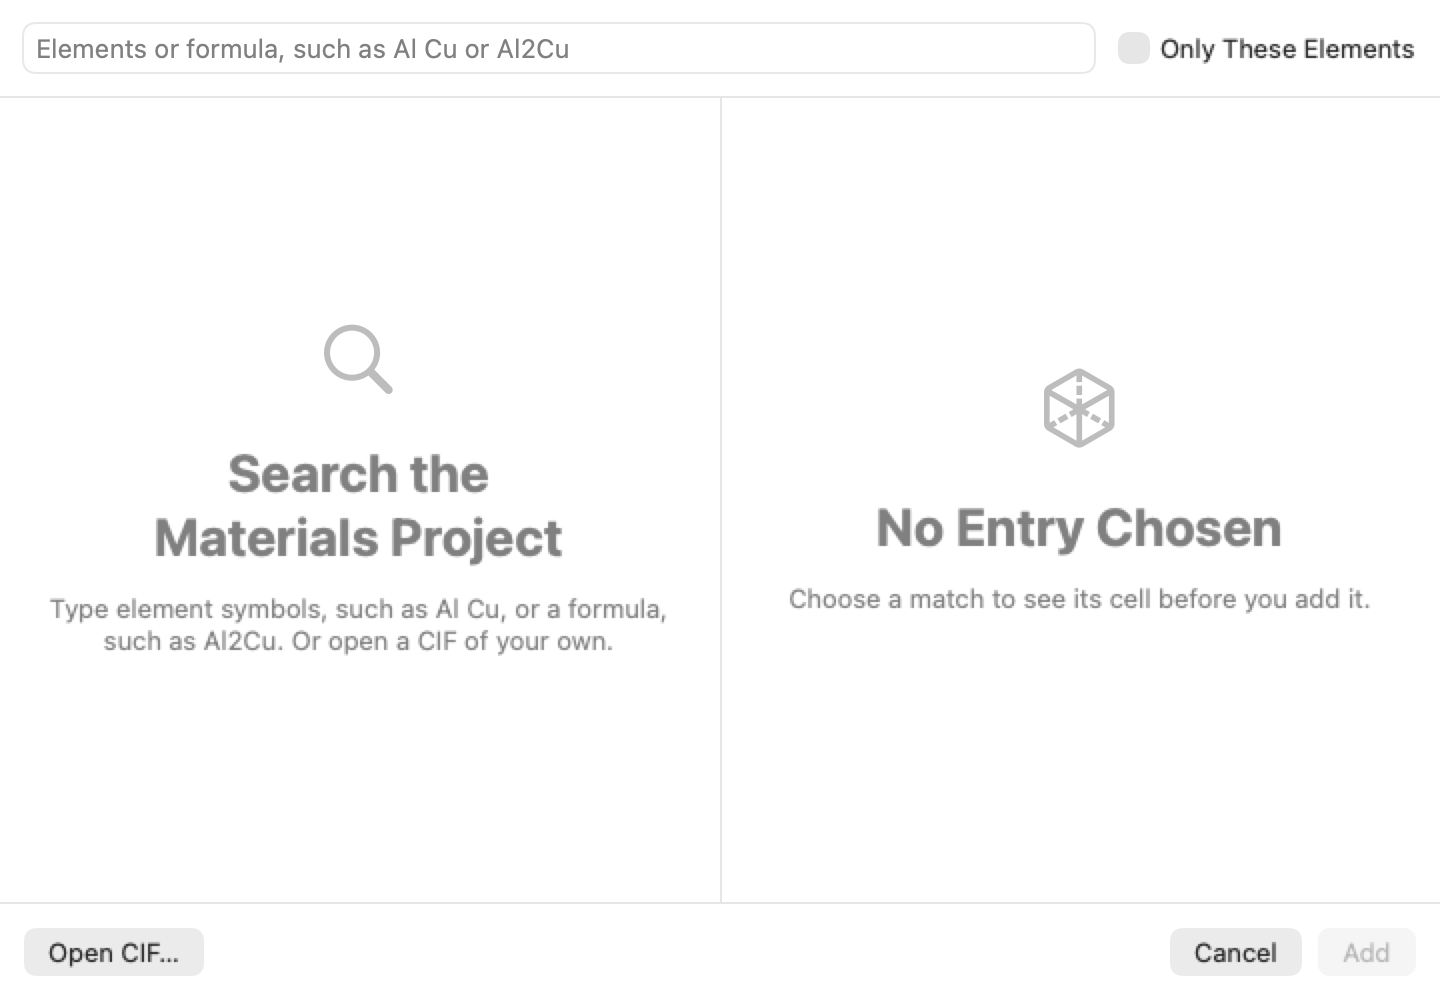 Elements or formula, such as Al Cu or Al2Cu
Only These Elements
Search the
Materials Project
Type element symbols, such as Al Cu, or a formula,
such as Al2Cu. Or open a CIF of your own.
No Entry Chosen
Choose a match to see its cell before you add it.
Open CIF...
Cancel
Add